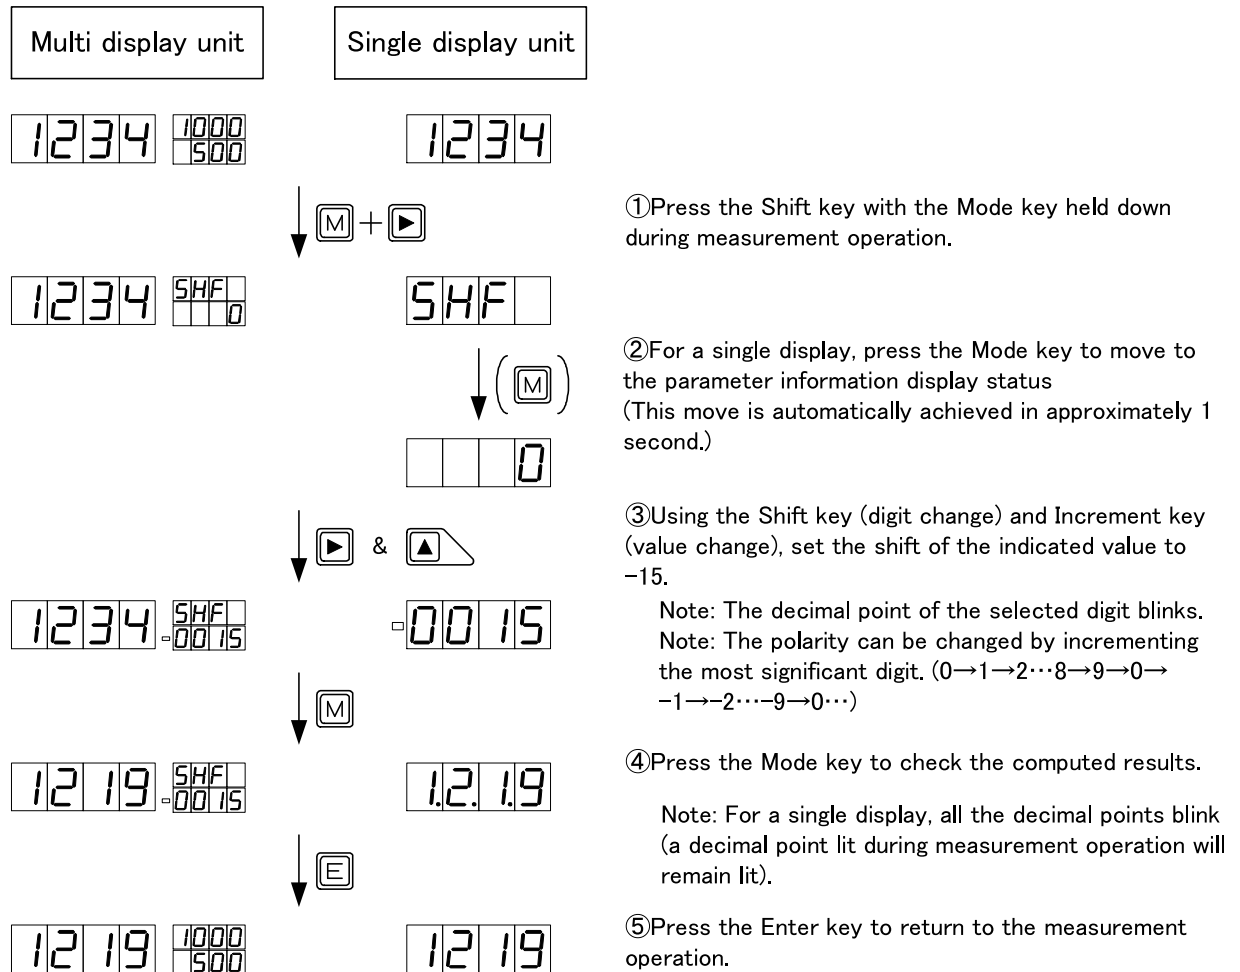 Multi display unit
Single display unit
1234 1000
500
1234
M + ▶
①Press the Shift key with the Mode key held down
during measurement operation.
1234 SHF
0
SHF
(M)
②For a single display, press the Mode key to move to
the parameter information display status
(This move is automatically achieved in approximately 1
second.)
0
▶ & ▲
③Using the Shift key (digit change) and Increment key
(value change), set the shift of the indicated value to
-15.
Note: The decimal point of the selected digit blinks.
Note: The polarity can be changed by incrementing
the most significant digit. (0→1→2…8→9→0→
-1→-2…-9→0…)
1234 SHF
-0015
-0015
M
④Press the Mode key to check the computed results.
Note: For a single display, all the decimal points blink
(a decimal point lit during measurement operation will
remain lit).
1219 SHF
-0015
1.2.1.9
E
⑤Press the Enter key to return to the measurement
operation.
1219 1000
500
1219